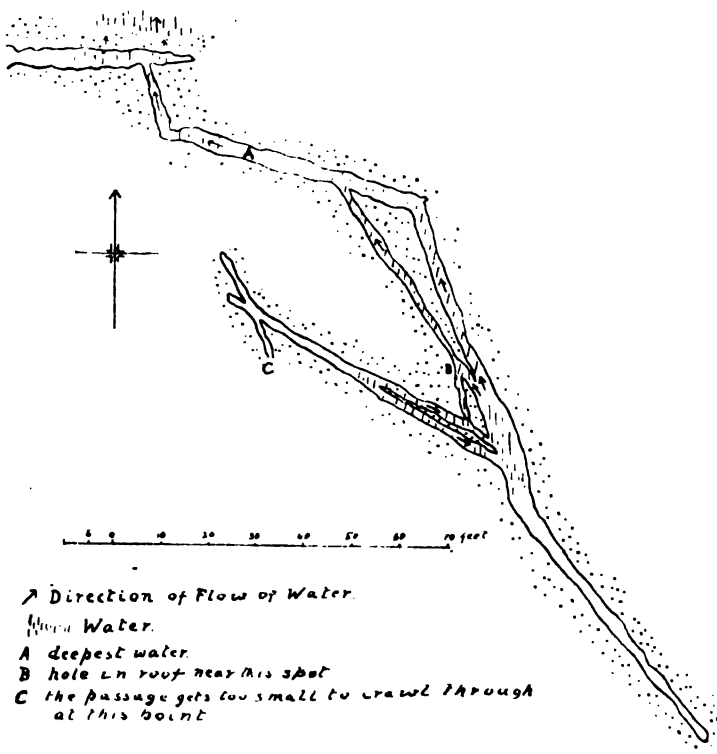 A
B
C
5 0 10 20 30 40 50 60 70 feet
↗ Direction of Flow of Water.
Water.
A deepest water.
B hole in roof near this spot
C the passage gets too small to crawl through
at this point